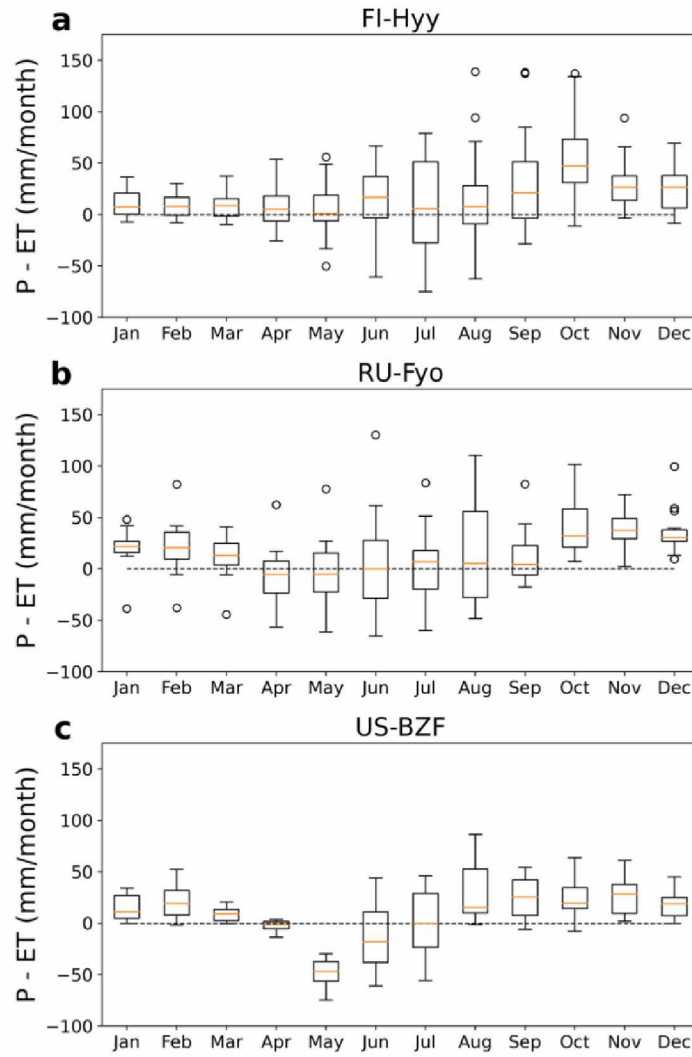 a
FI-Hyy
P - ET (mm/month)
150
100
50
0
−50
−100
Jan Feb Mar Apr May Jun Jul Aug Sep Oct Nov Dec
b
RU-Fyo
P - ET (mm/month)
150
100
50
0
−50
−100
Jan Feb Mar Apr May Jun Jul Aug Sep Oct Nov Dec
c
US-BZF
P - ET (mm/month)
150
100
50
0
−50
−100
Jan Feb Mar Apr May Jun Jul Aug Sep Oct Nov Dec